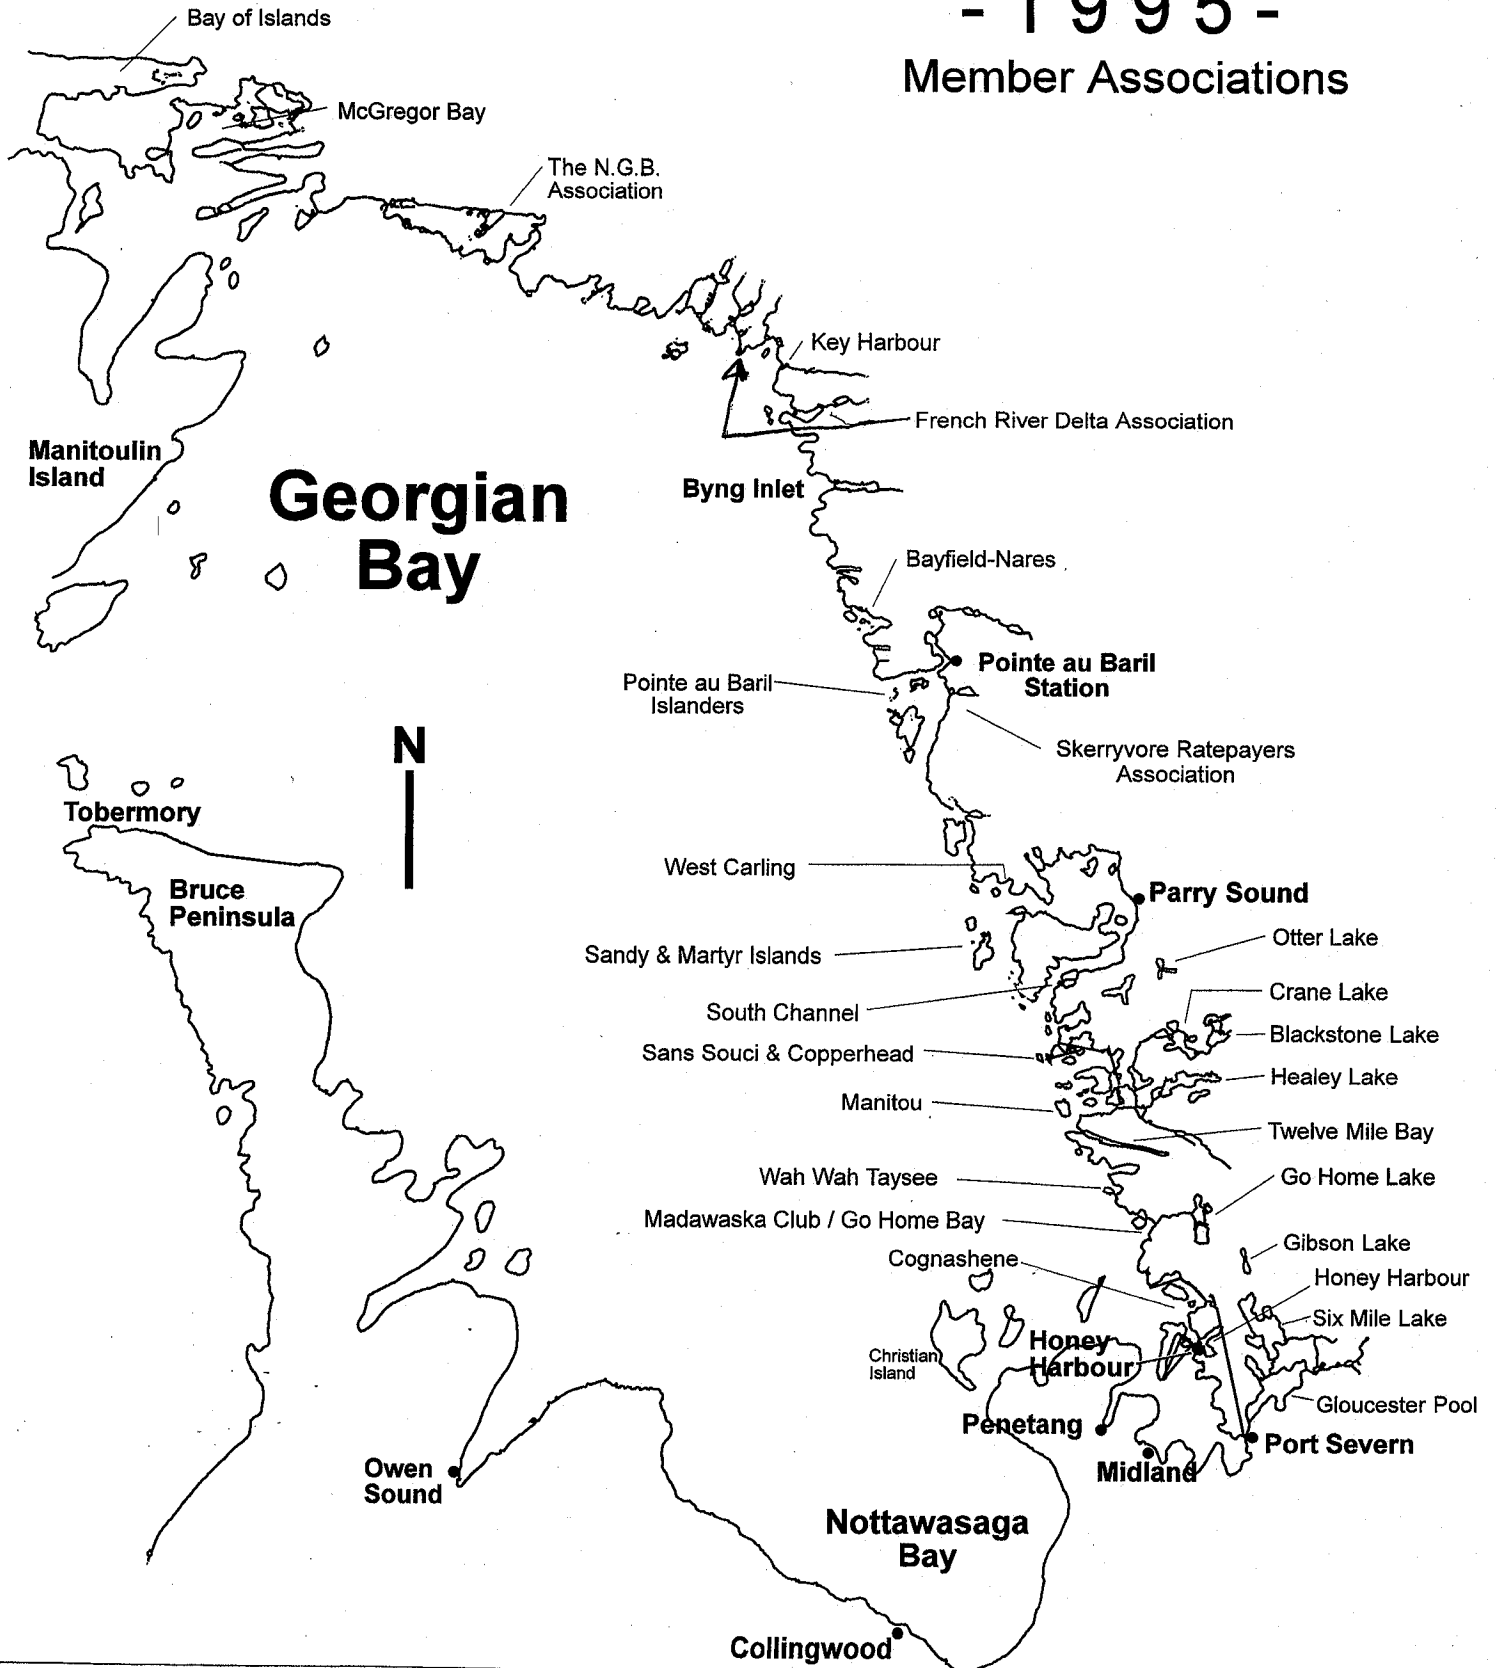 - 1995 -
Member Associations
Bay of Islands
McGregor Bay
The N.G.B.
Association
Key Harbour
French River Delta Association
Manitoulin
Island
Georgian
Bay
Byng Inlet
Bayfield-Nares
Pointe au Baril
Station
Pointe au Baril
Islanders
Skerryvore Ratepayers
Association
N
Tobermory
Bruce
Peninsula
West Carling
Parry Sound
Otter Lake
Sandy & Martyr Islands
Crane Lake
South Channel
Blackstone Lake
Sans Souci & Copperhead
Healey Lake
Manitou
Twelve Mile Bay
Wah Wah Taysee
Go Home Lake
Madawaska Club / Go Home Bay
Gibson Lake
Cognashene
Honey Harbour
Six Mile Lake
Honey
Harbour
Christian
Island
Gloucester Pool
Penetang
Port Severn
Midland
Owen
Sound
Nottawasaga
Bay
Collingwood